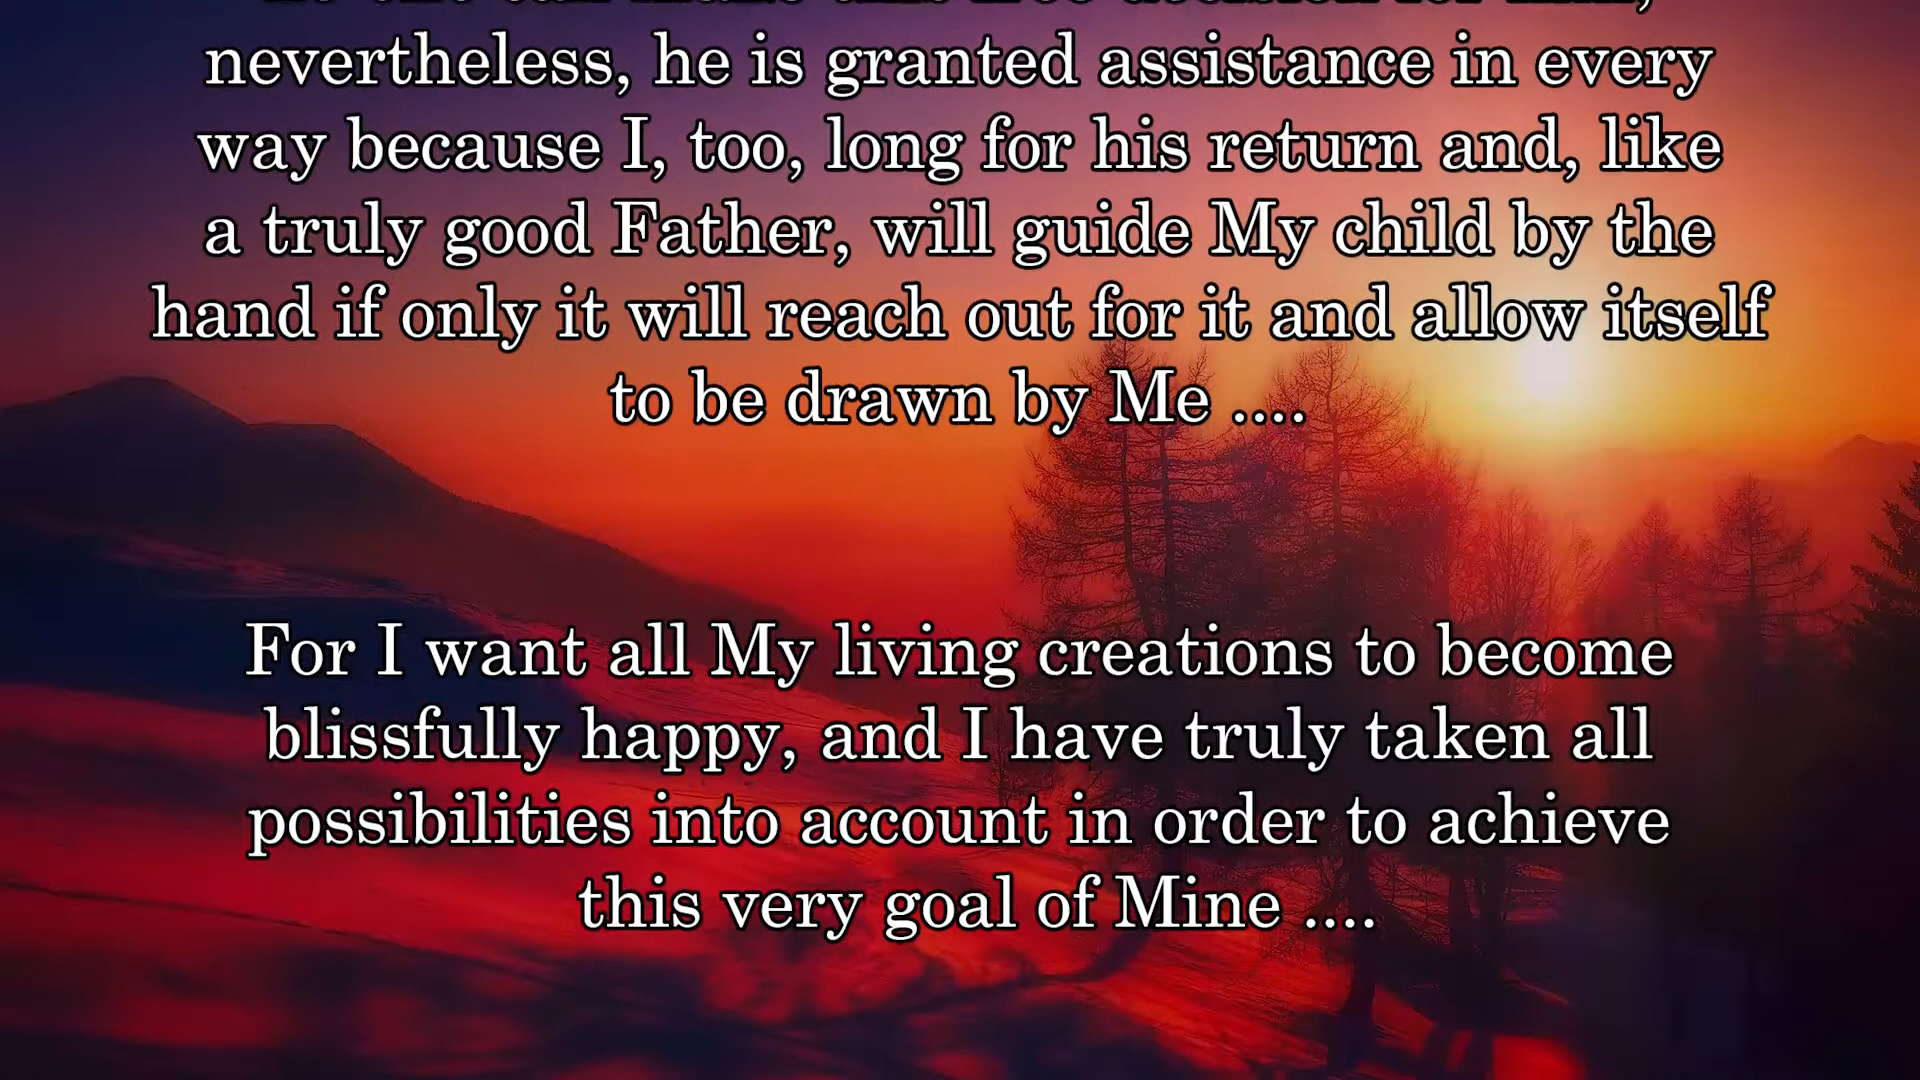 nevertheless, he is granted assistance in every
way because I, too, long for his return and, like
a truly good Father, will guide My child by the
hand if only it will reach out for it and allow itself
to be drawn by Me ....
For I want all My living creations to become
blissfully happy, and I have truly taken all
possibilities into account in order to achieve
this very goal of Mine ....